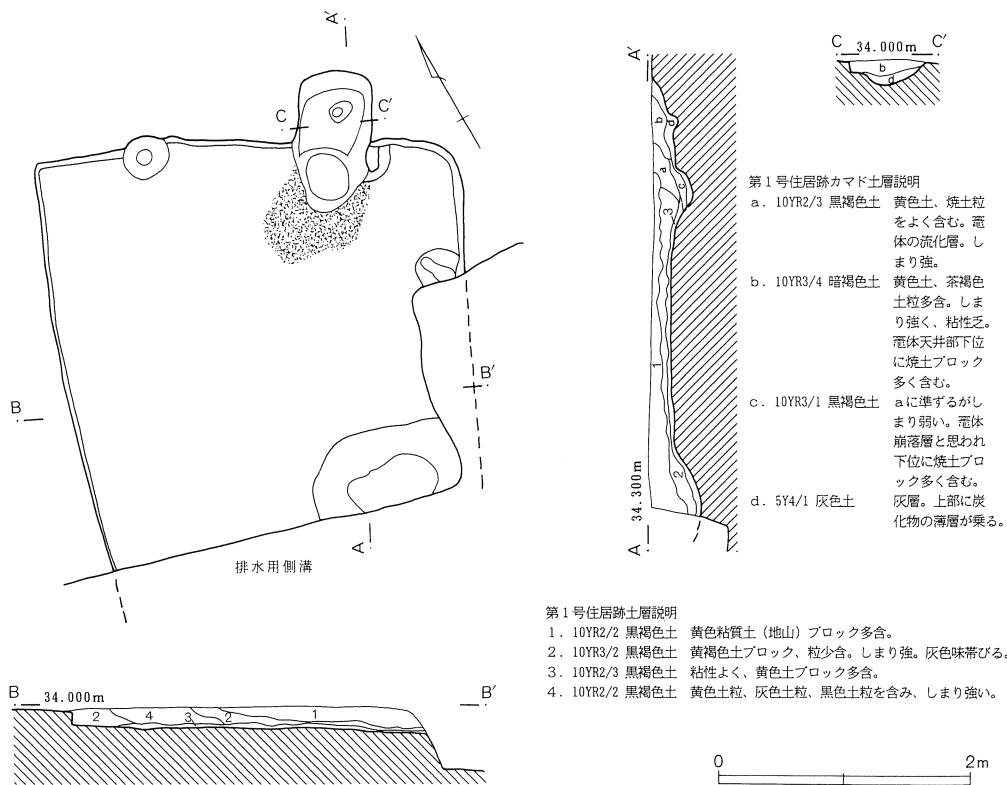 A′
C
C′
B
B′
A
排水用側溝
A′
b
d
a
c
3
1
2
34.300m
A
C 34.000m C′
b
d
第1号住居跡カマド土層説明
a．10YR2/3 黒褐色土 黄色土、焼土粒
をよく含む。竈
体の流化層。し
まり強。
b．10YR3/4 暗褐色土 黄色土、茶褐色
土粒多含。しま
り強く、粘性乏。
竈体天井部下位
に焼土ブロック
多く含む。
c．10YR3/1 黒褐色土 aに準ずるがし
まり弱い。竈体
崩落層と思われ
下位に焼土ブロ
ック多く含む。
d．5Y4/1 灰色土 灰層。上部に炭
化物の薄層が乗る。
第1号住居跡土層説明
1．10YR2/2 黒褐色土 黄色粘質土（地山）ブロック多含。
2．10YR3/2 黒褐色土 黄褐色土ブロック、粒少含。しまり強。灰色味帯びる。
3．10YR2/3 黒褐色土 粘性よく、黄色土ブロック多含。
4．10YR2/2 黒褐色土 黄色土粒、灰色土粒、黒色土粒を含み、しまり強い。
B 34.000m B′
2 4 3 2 1
0 2m